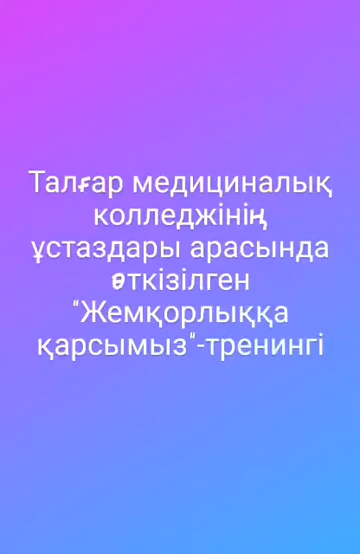 Талғар медициналық
колледжінің
ұстаздары арасында
өткізілген
"Жемқорлыққа
қарсымыз"-тренингі